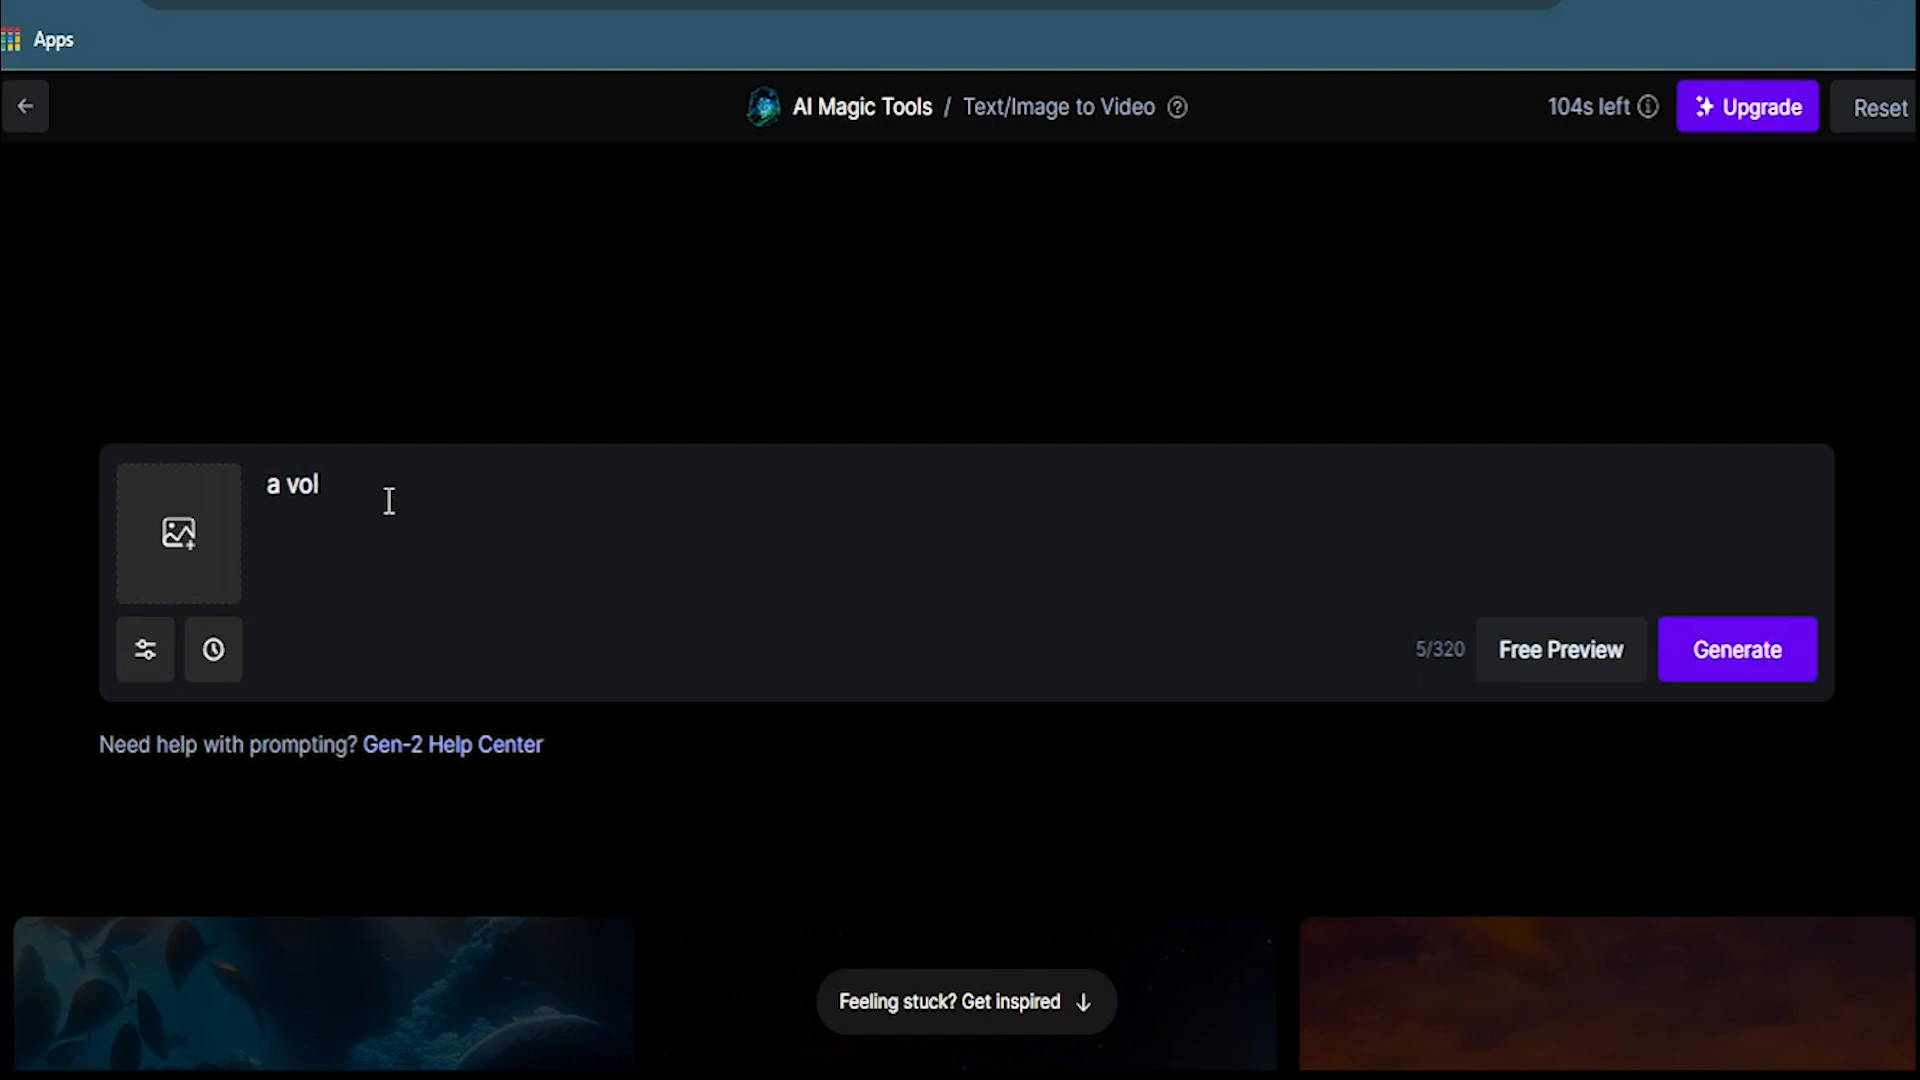 Apps
AI Magic Tools / Text/Image to Video
104s left
Upgrade
Reset
a vol
5/320
Free Preview
Generate
Need help with prompting? Gen-2 Help Center
Feeling stuck? Get inspired